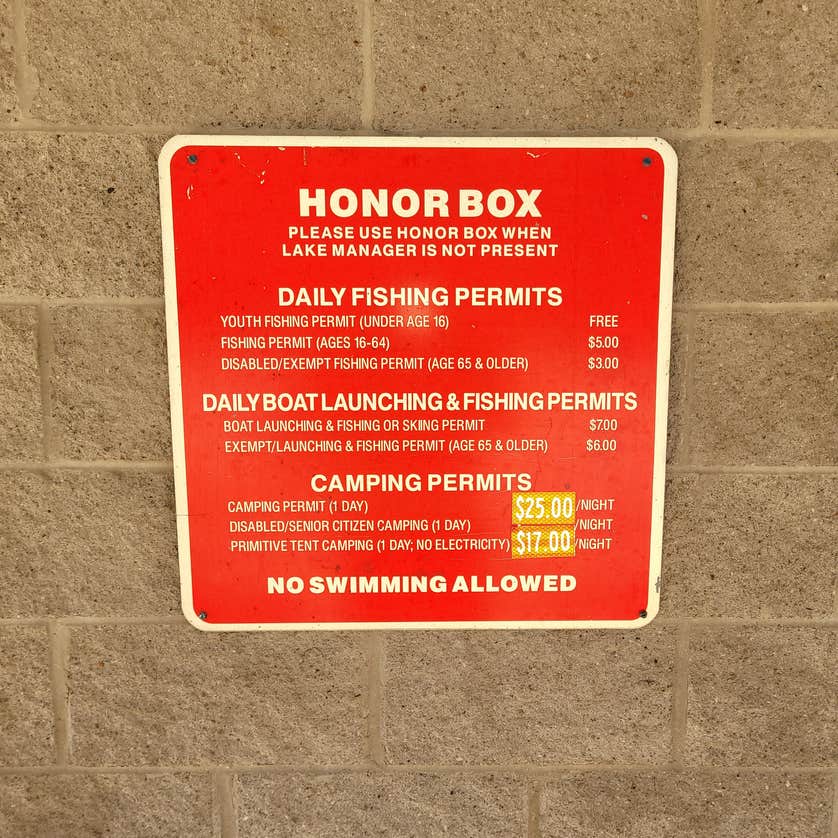 HONOR BOX
PLEASE USE HONOR BOX WHEN
LAKE MANAGER IS NOT PRESENT
DAILY FISHING PERMITS
YOUTH FISHING PERMIT (UNDER AGE 16) FREE
FISHING PERMIT (AGES 16-64) $5.00
DISABLED/EXEMPT FISHING PERMIT (AGE 65 & OLDER) $3.00
DAILY BOAT LAUNCHING & FISHING PERMITS
BOAT LAUNCHING & FISHING OR SKIING PERMIT $7.00
EXEMPT/LAUNCHING & FISHING PERMIT (AGE 65 & OLDER) $6.00
CAMPING PERMITS
CAMPING PERMIT (1 DAY) $25.00/NIGHT
DISABLED/SENIOR CITIZEN CAMPING (1 DAY) /NIGHT
PRIMITIVE TENT CAMPING (1 DAY; NO ELECTRICITY) $17.00/NIGHT
NO SWIMMING ALLOWED